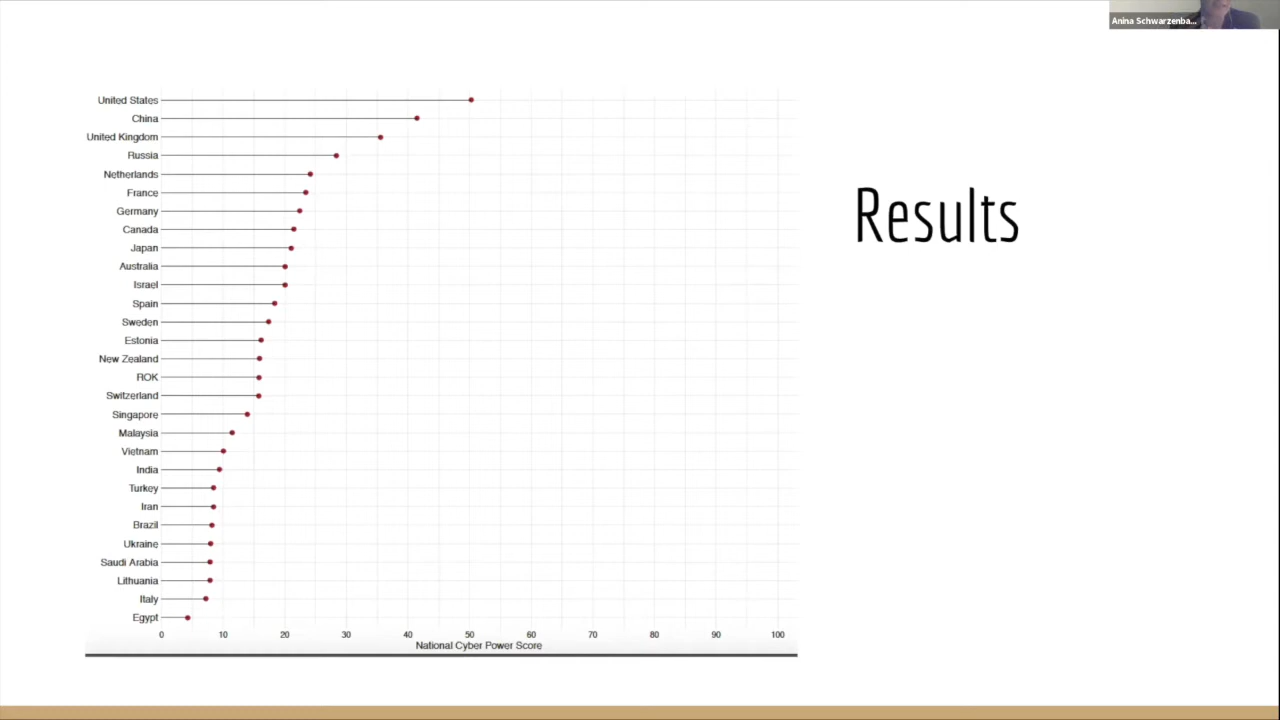 Anina Schwarzenba...
United States
China
United Kingdom
Russia
Netherlands
France
Germany
Canada
Japan
Australia
Israel
Spain
Sweden
Estonia
New Zealand
ROK
Switzerland
Singapore
Malaysia
Vietnam
India
Turkey
Iran
Brazil
Ukraine
Saudi Arabia
Lithuania
Italy
Egypt
0 10 20 30 40 50 60 70 80 90 100
National Cyber Power Score
Results